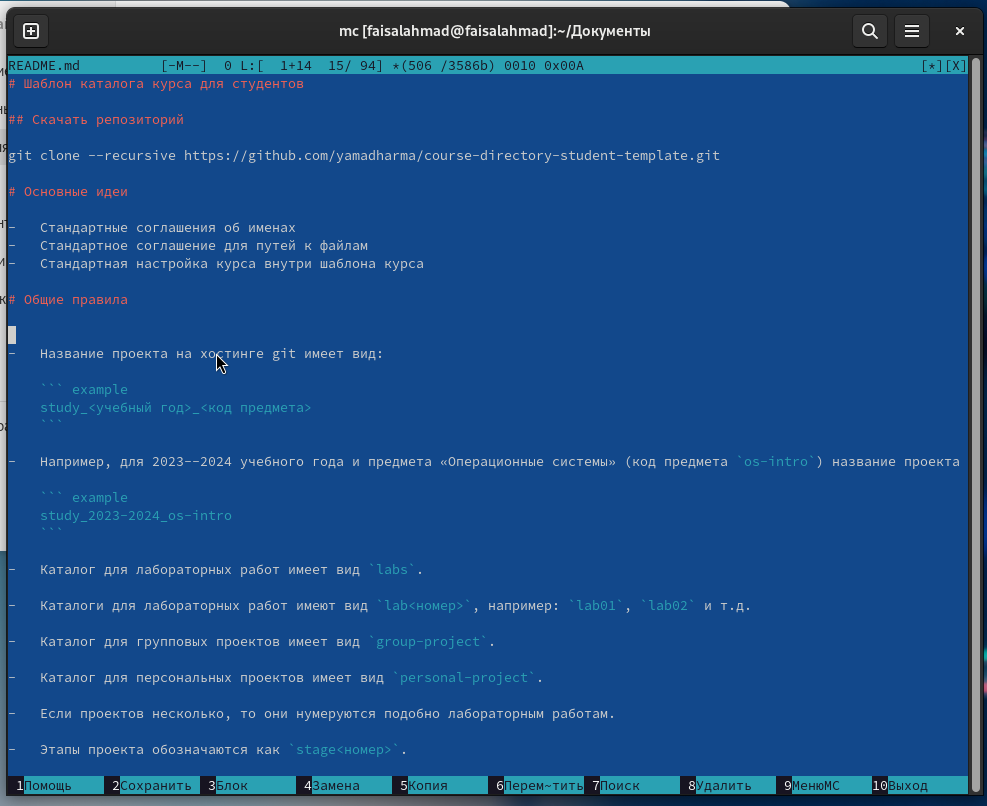 mc [faisalahmad@faisalahmad]:~/Документы
README.md [-M--] 0 L:[ 1+14 15/ 94] *(506 /3586b) 0010 0x00A [*][X]
# Шаблон каталога курса для студентов
## Скачать репозиторий
git clone --recursive https://github.com/yamadharma/course-directory-student-template.git
# Основные идеи
- Стандартные соглашения об именах
- Стандартное соглашение для путей к файлам
- Стандартная настройка курса внутри шаблона курса
# Общие правила
- Название проекта на хостинге git имеет вид:
``` example
study_<учебный год>_<код предмета>
```
- Например, для 2023--2024 учебного года и предмета «Операционные системы» (код предмета `os-intro`) название проекта
``` example
study_2023-2024_os-intro
```
- Каталог для лабораторных работ имеет вид `labs`.
- Каталоги для лабораторных работ имеют вид `lab<номер>`, например: `lab01`, `lab02` и т.д.
- Каталог для групповых проектов имеет вид `group-project`.
- Каталог для персональных проектов имеет вид `personal-project`.
- Если проектов несколько, то они нумеруются подобно лабораторным работам.
- Этапы проекта обозначаются как `stage<номер>`.
1Помощь 2Сохранить 3Блок 4Замена 5Копия 6Перем~тить 7Поиск 8Удалить 9МенюMC 10Выход